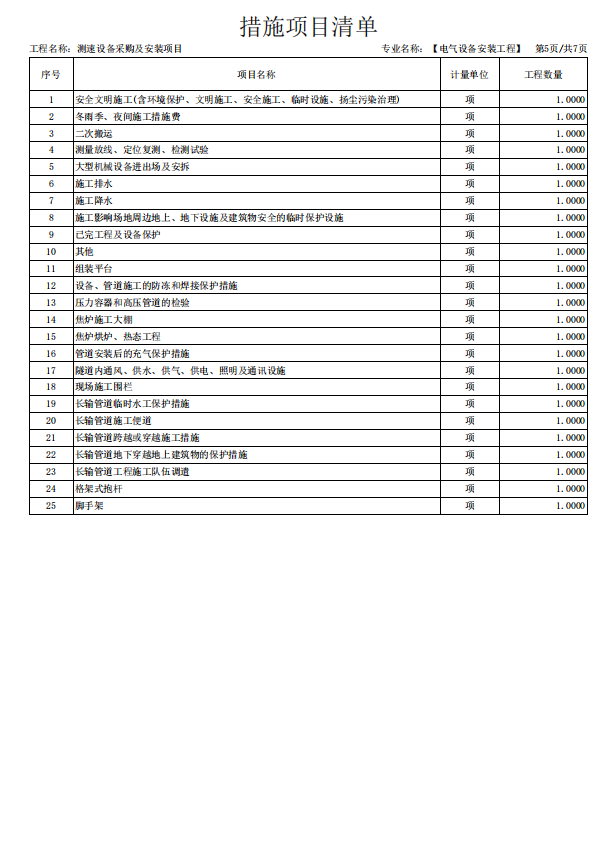 措施项目清单
工程名称：测速设备采购及安装项目 专业名称：【电气设备安装工程】 第5页/共7页
序号 项目名称 计量单位 工程数量
1 安全文明施工(含环境保护、文明施工、安全施工、临时设施、扬尘污染治理) 项 1.0000
2 冬雨季、夜间施工措施费 项 1.0000
3 二次搬运 项 1.0000
4 测量放线、定位复测、检测试验 项 1.0000
5 大型机械设备进出场及安拆 项 1.0000
6 施工排水 项 1.0000
7 施工降水 项 1.0000
8 施工影响场地周边地上、地下设施及建筑物安全的临时保护设施 项 1.0000
9 已完工程及设备保护 项 1.0000
10 其他 项 1.0000
11 组装平台 项 1.0000
12 设备、管道施工的防冻和焊接保护措施 项 1.0000
13 压力容器和高压管道的检验 项 1.0000
14 焦炉施工大棚 项 1.0000
15 焦炉烘炉、热态工程 项 1.0000
16 管道安装后的充气保护措施 项 1.0000
17 隧道内通风、供水、供气、供电、照明及通讯设施 项 1.0000
18 现场施工围栏 项 1.0000
19 长输管道临时水工保护措施 项 1.0000
20 长输管道施工便道 项 1.0000
21 长输管道跨越或穿越施工措施 项 1.0000
22 长输管道地下穿越地上建筑物的保护措施 项 1.0000
23 长输管道工程施工队伍调遣 项 1.0000
24 格架式抱杆 项 1.0000
25 脚手架 项 1.0000